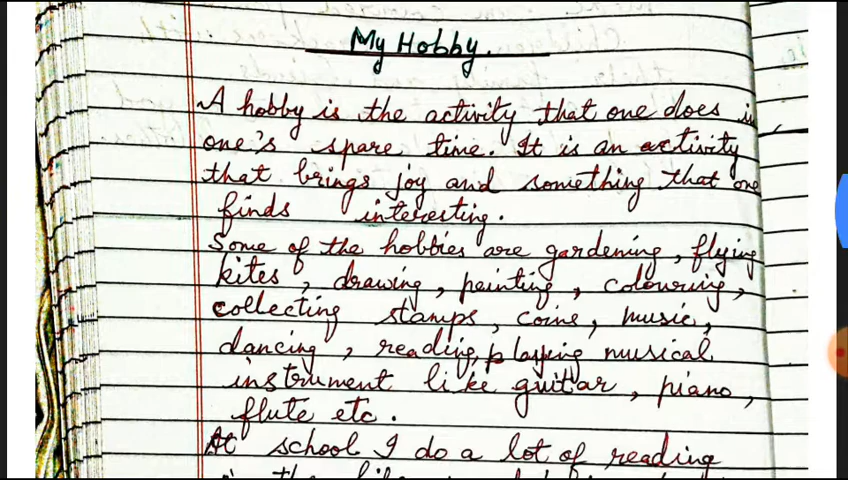 My Hobby.
A hobby is the activity that one does in
one's spare time. It is an activity
that brings joy and something that one
finds interesting.
Some of the hobbies are gardening, flying
kites, drawing, painting, colouring,
collecting stamps, coins, music,
dancing, reading, playing musical
instrument like guitar, piano,
flute etc.
At school I do a lot of reading